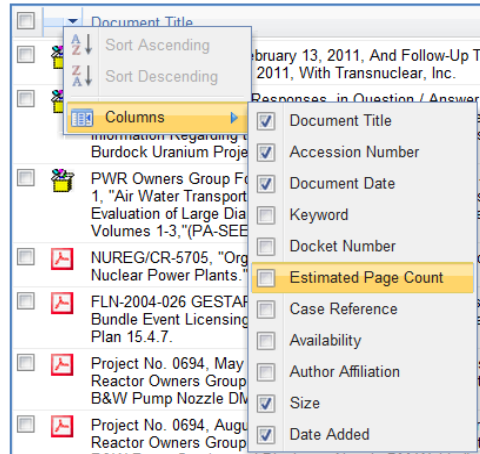 Document Title
Sort Ascending
Sort Descending
Columns
Document Title
Accession Number
Document Date
Keyword
Docket Number
Estimated Page Count
Case Reference
Availability
Author Affiliation
Size
Date Added
bruary 13, 2011, And Follow-Up T
2011, With Transnuclear, Inc.
Responses, in Question / Answer
Information Regarding
Burdock Uranium Proje
PWR Owners Group Fo
1, "Air Water Transport
Evaluation of Large Dia
Volumes 1-3,"(PA-SEE
NUREG/CR-5705, "Org
Nuclear Power Plants."
FLN-2004-026 GESTAR
Bundle Event Licensing
Plan 15.4.7.
Project No. 0694, May
Reactor Owners Group
B&W Pump Nozzle DM
Project No. 0694, Augu
Reactor Owners Group